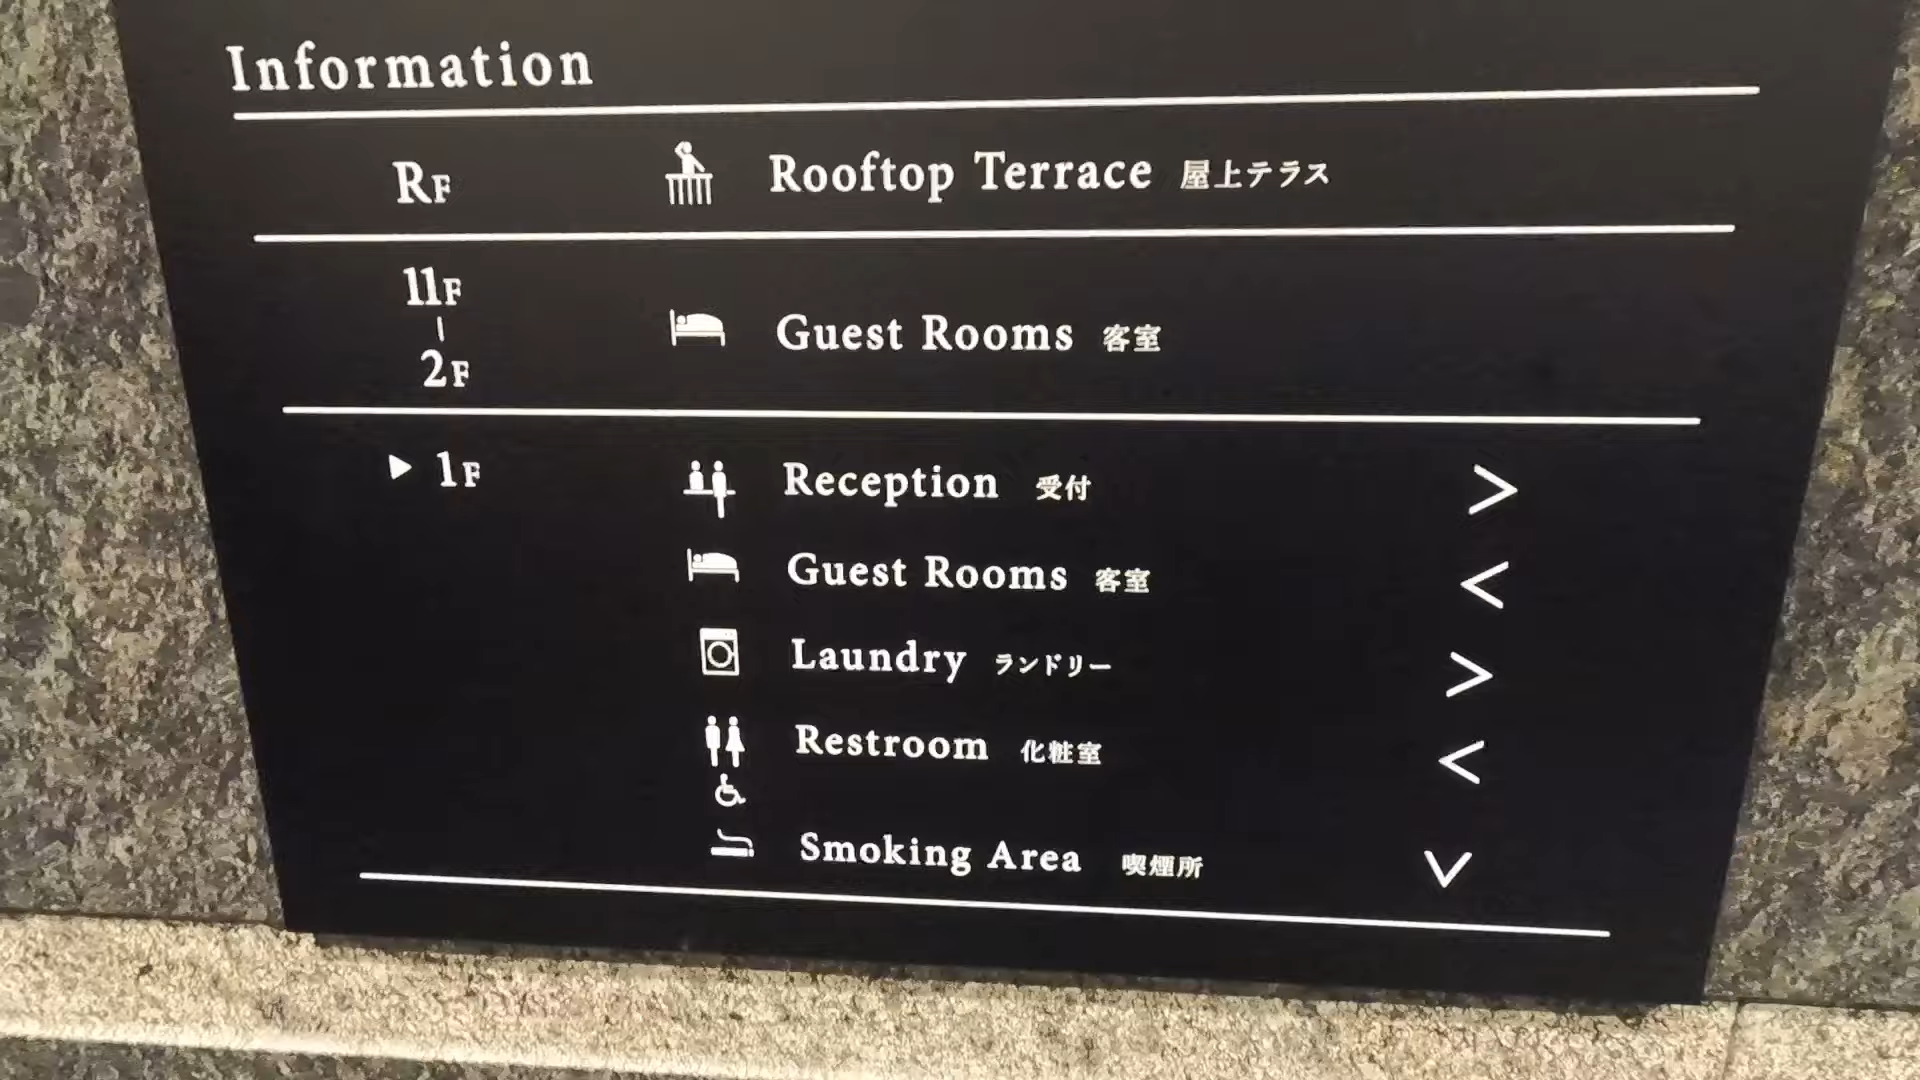 Information
RF Rooftop Terrace 屋上テラス
11F
|
2F
Guest Rooms 客室
▶ 1F Reception 受付 >
Guest Rooms 客室 <
Laundry ランドリー >
Restroom 化粧室 <
Smoking Area 喫煙所 ∨